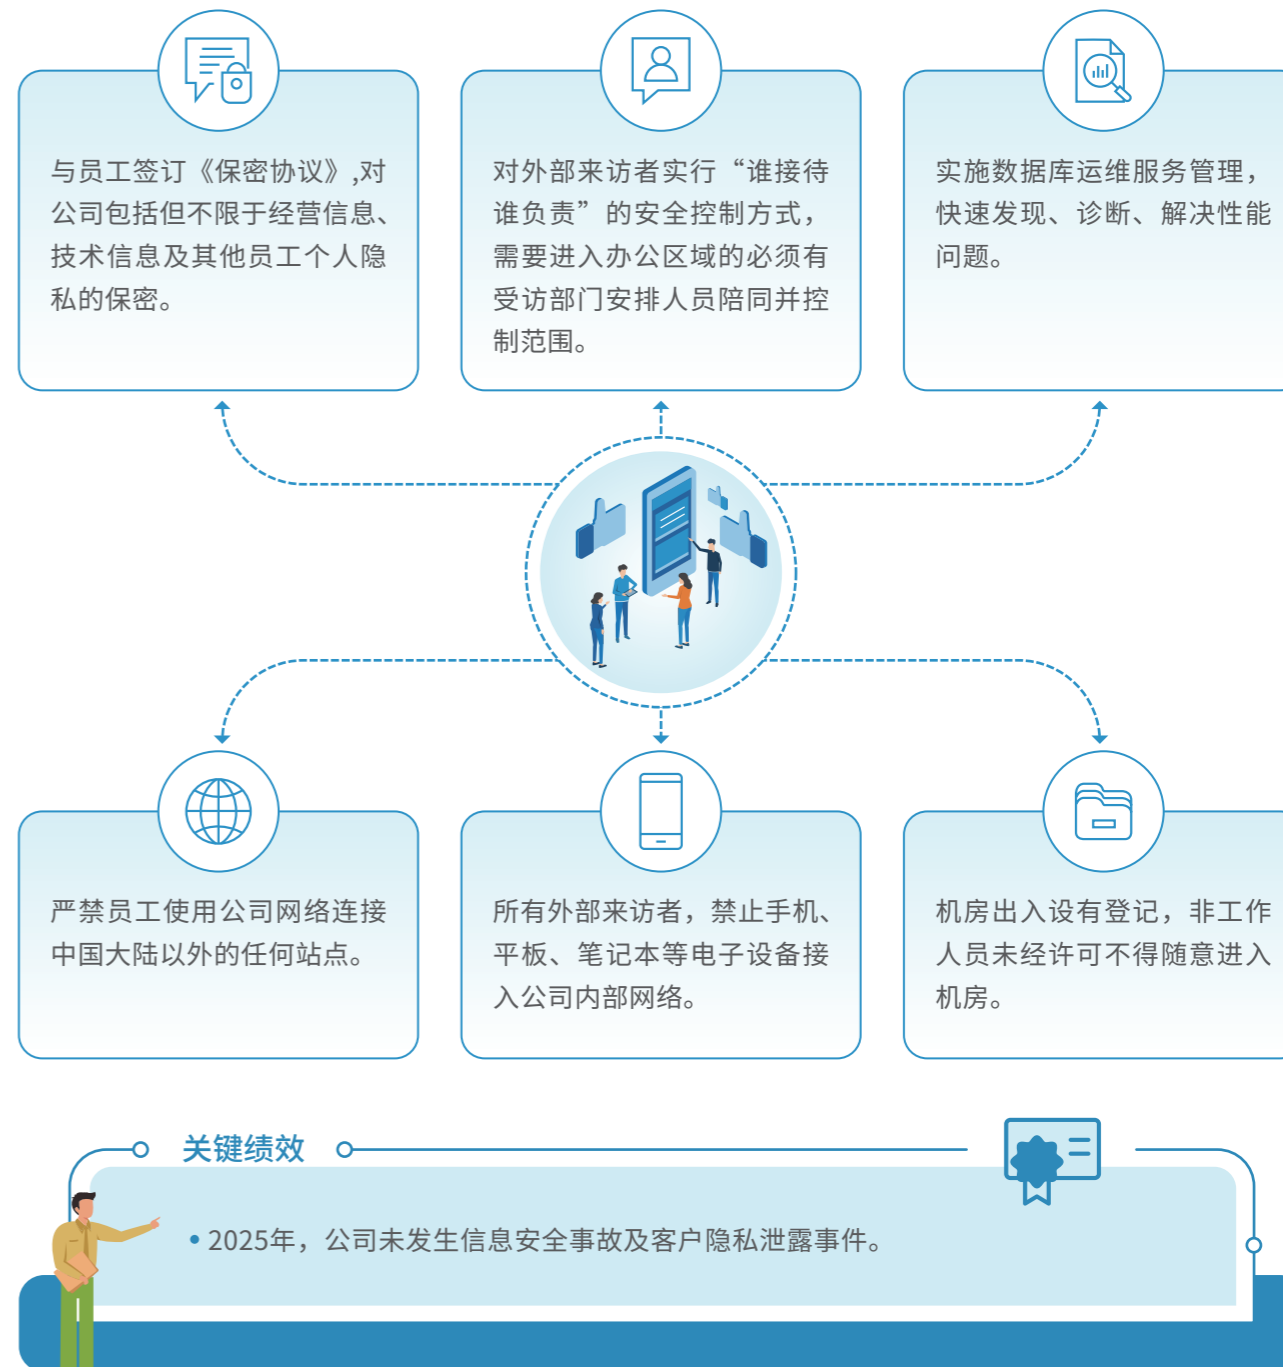 与员工签订《保密协议》,对
公司包括但不限于经营信息、
技术信息及其他员工个人隐
私的保密。
对外部来访者实行“谁接待
谁负责”的安全控制方式，
需要进入办公区域的必须有
受访部门安排人员陪同并控
制范围。
实施数据库运维服务管理，
快速发现、诊断、解决性能
问题。
严禁员工使用公司网络连接
中国大陆以外的任何站点。
所有外部来访者，禁止手机、
平板、笔记本等电子设备接
入公司内部网络。
机房出入设有登记，非工作
人员未经许可不得随意进入
机房。
关键绩效
•2025年，公司未发生信息安全事故及客户隐私泄露事件。